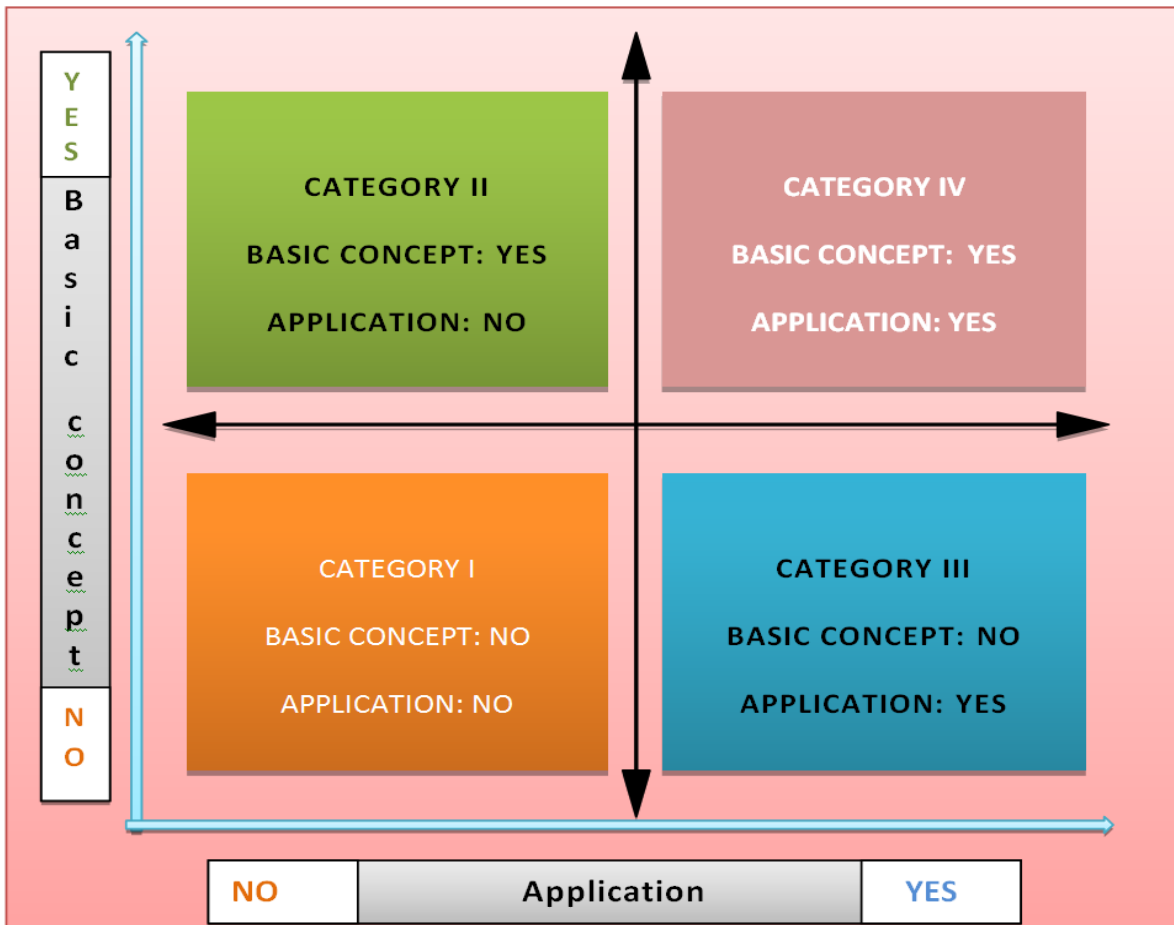 YES
Basic concept
NO
CATEGORY II
BASIC CONCEPT: YES
APPLICATION: NO
CATEGORY IV
BASIC CONCEPT: YES
APPLICATION: YES
CATEGORY I
BASIC CONCEPT: NO
APPLICATION: NO
CATEGORY III
BASIC CONCEPT: NO
APPLICATION: YES
NO Application YES